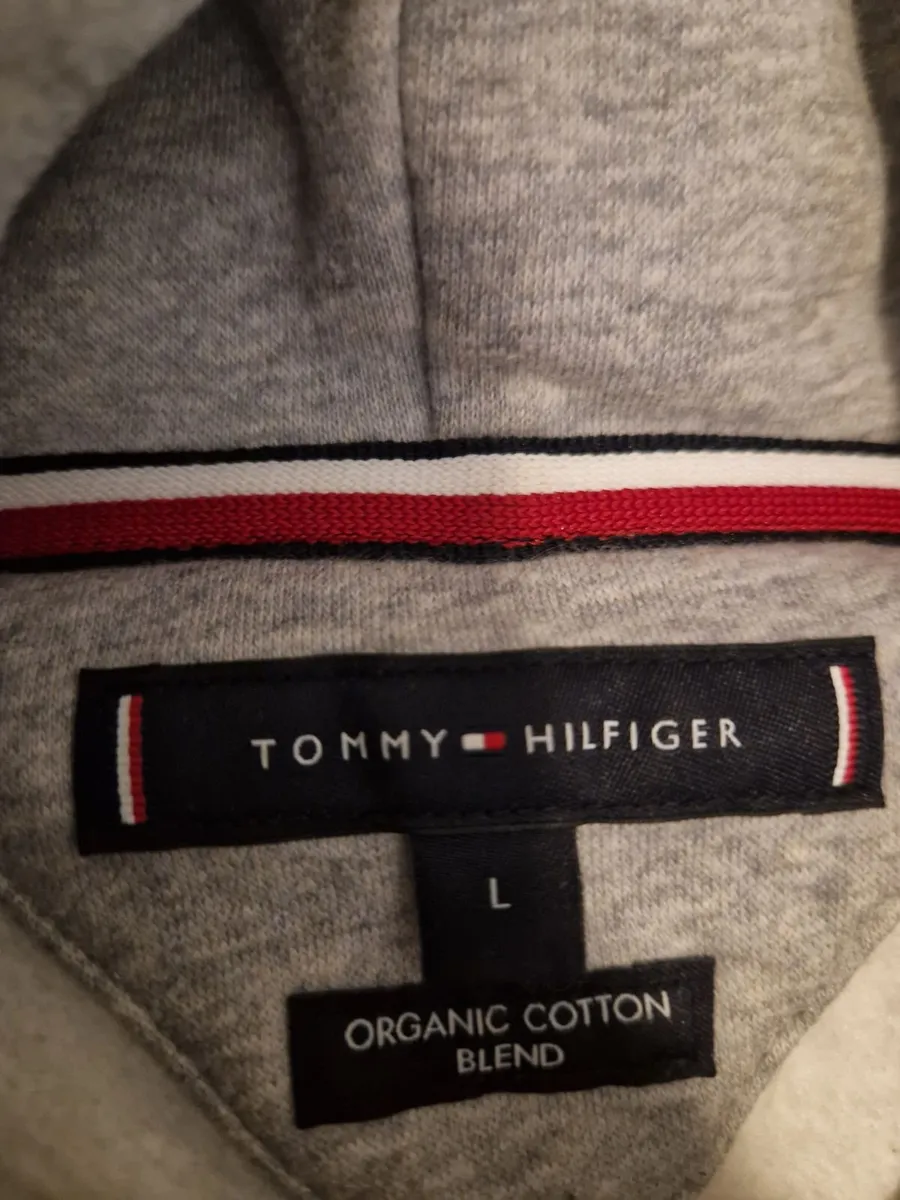 TOMMY HILFIGER
L
ORGANIC COTTON
BLEND